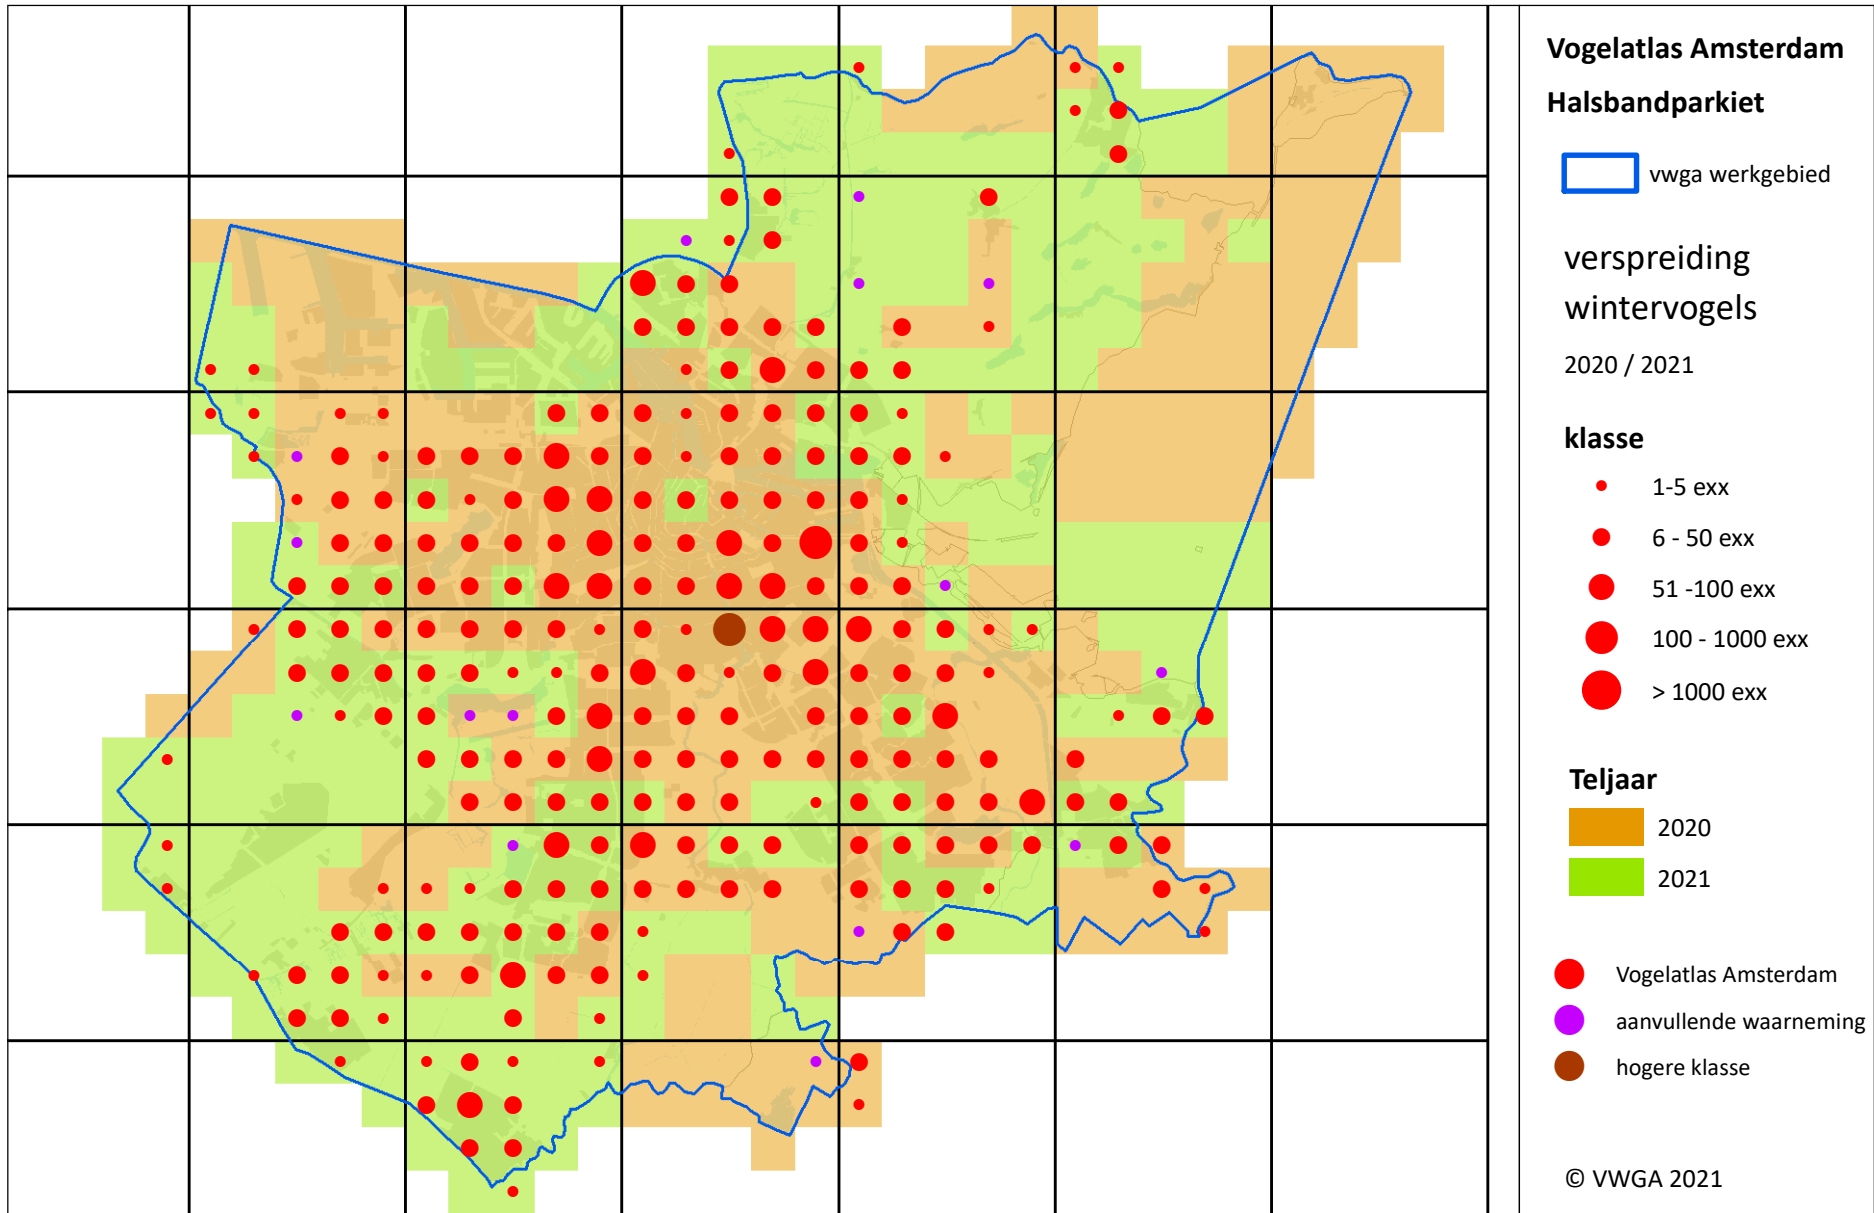 Vogelatlas Amsterdam
Halsbandparkiet
vwga werkgebied
verspreiding
wintervogels
2020 / 2021
klasse
1-5 exx
6 - 50 exx
51 -100 exx
100 - 1000 exx
> 1000 exx
Teljaar
2020
2021
Vogelatlas Amsterdam
aanvullende waarneming
hogere klasse
© VWGA 2021